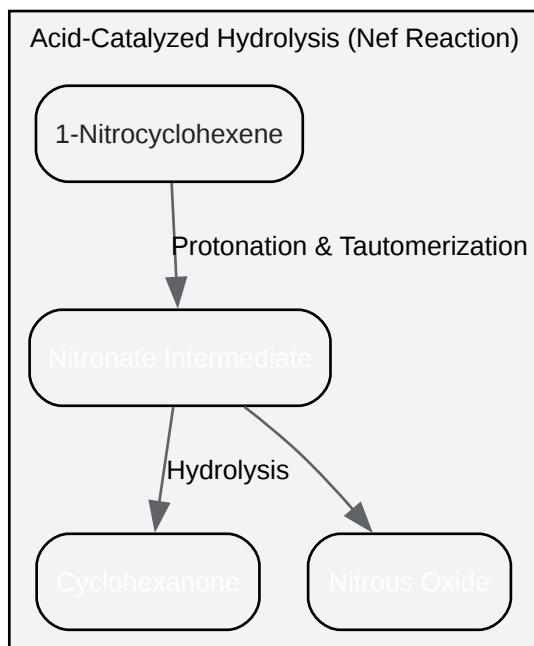 Acid-Catalyzed Hydrolysis (Nef Reaction)
1-Nitrocyclohexene
Protonation & Tautomerization
Nitronate Intermediate
Hydrolysis
Cyclohexanone
Nitrous Oxide